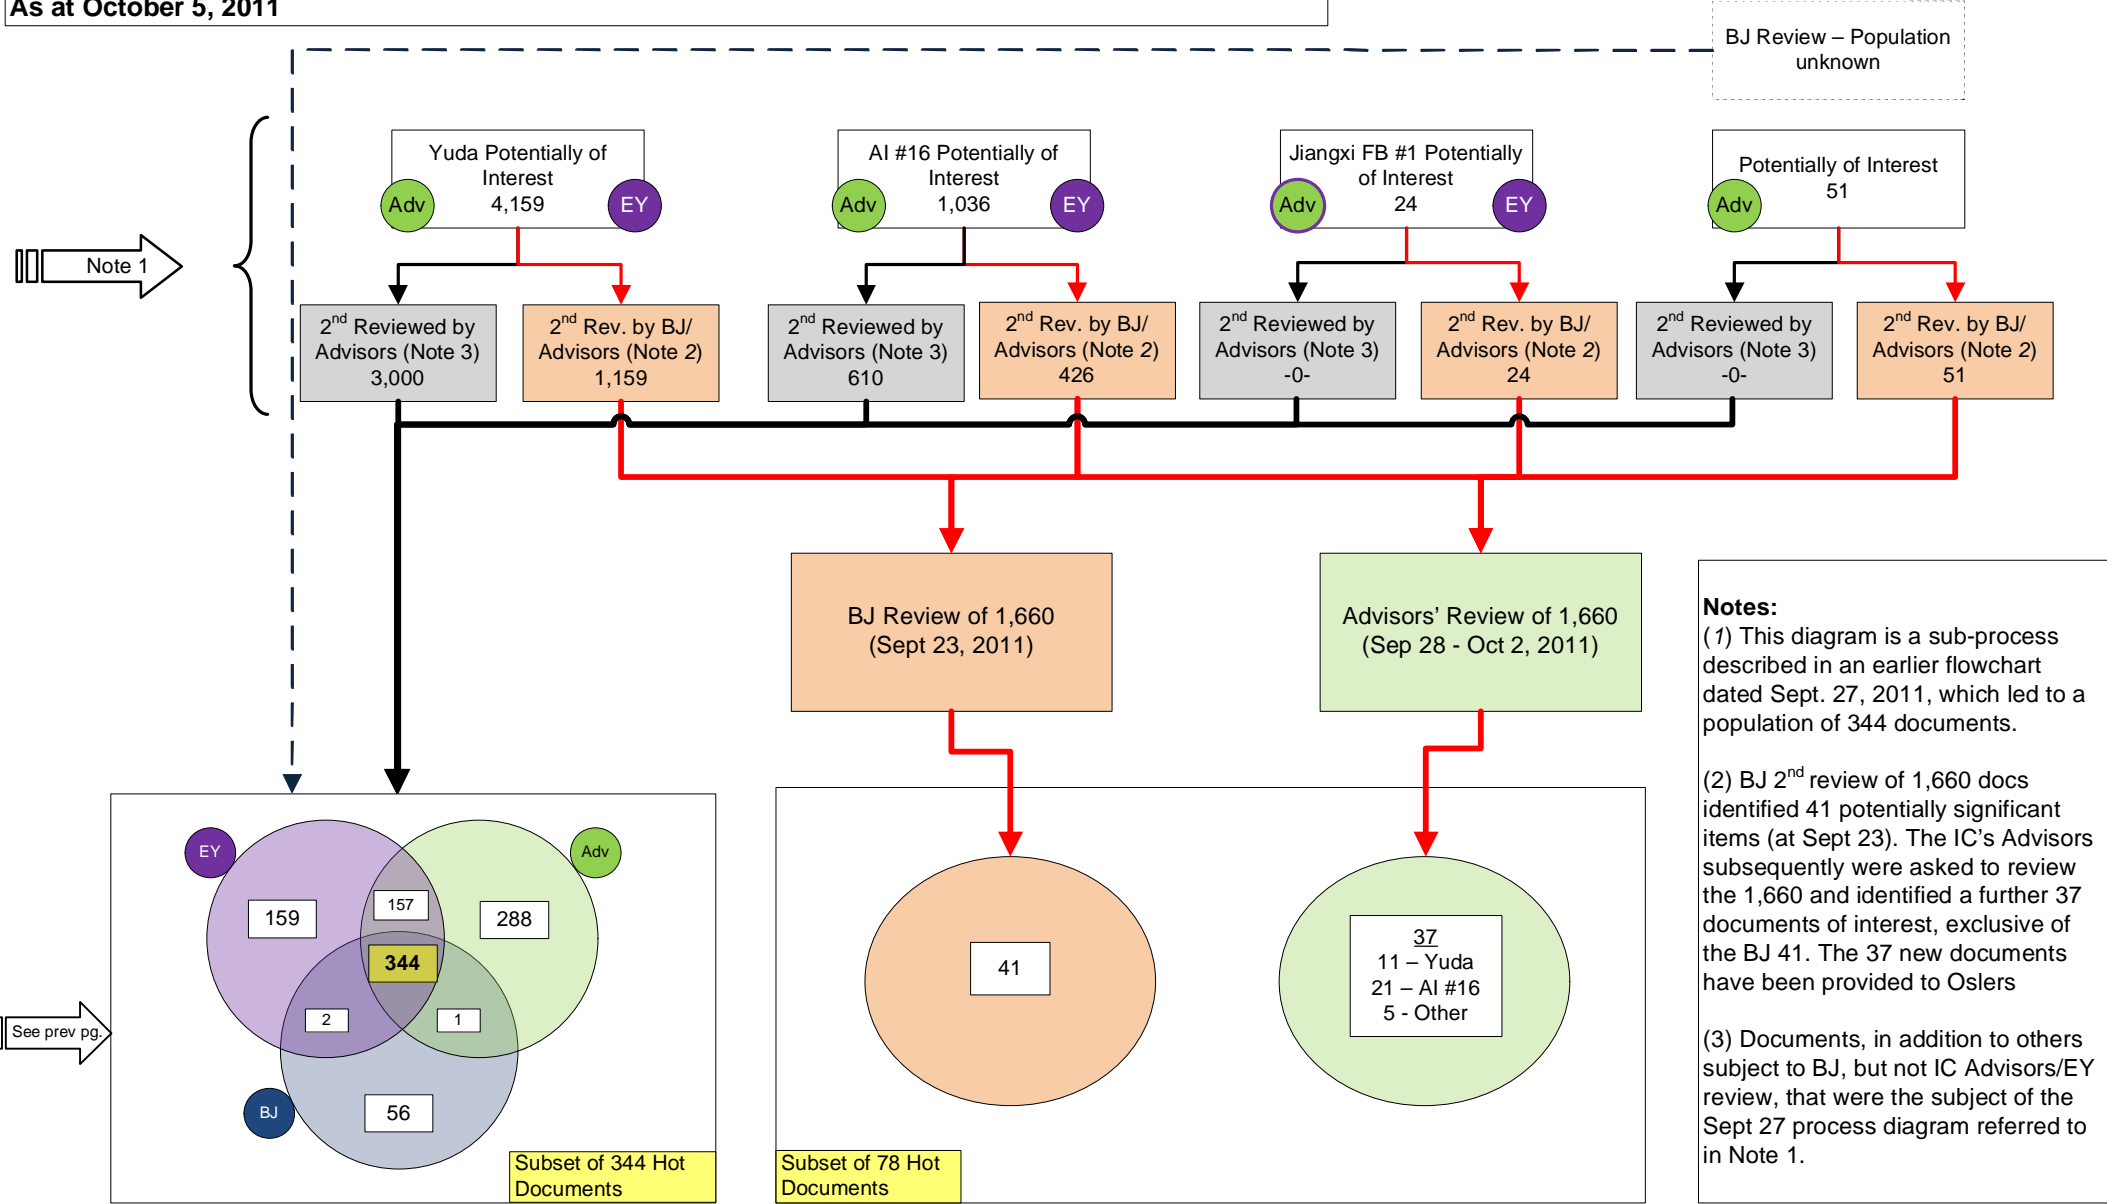 As at October 5, 2011
BJ Review – Population
unknown
Note 1
Yuda Potentially of
Interest
4,159
Adv
EY
AI #16 Potentially of
Interest
1,036
Adv
EY
Jiangxi FB #1 Potentially
of Interest
24
Adv
EY
Potentially of Interest
51
Adv
2nd Reviewed by
Advisors (Note 3)
3,000
2nd Rev. by BJ/
Advisors (Note 2)
1,159
2nd Reviewed by
Advisors (Note 3)
610
2nd Rev. by BJ/
Advisors (Note 2)
426
2nd Reviewed by
Advisors (Note 3)
-0-
2nd Rev. by BJ/
Advisors (Note 2)
24
2nd Reviewed by
Advisors (Note 3)
-0-
2nd Rev. by BJ/
Advisors (Note 2)
51
BJ Review of 1,660
(Sept 23, 2011)
Advisors’ Review of 1,660
(Sep 28 - Oct 2, 2011)
See prev pg.
EY
Adv
159
157
288
344
2
1
BJ
56
Subset of 344 Hot
Documents
41
37
11 – Yuda
21 – AI #16
5 - Other
Subset of 78 Hot
Documents
Notes:
(1) This diagram is a sub-process
described in an earlier flowchart
dated Sept. 27, 2011, which led to a
population of 344 documents.
(2) BJ 2nd review of 1,660 docs
identified 41 potentially significant
items (at Sept 23). The IC’s Advisors
subsequently were asked to review
the 1,660 and identified a further 37
documents of interest, exclusive of
the BJ 41. The 37 new documents
have been provided to Oslers
(3) Documents, in addition to others
subject to BJ, but not IC Advisors/EY
review, that were the subject of the
Sept 27 process diagram referred to
in Note 1.